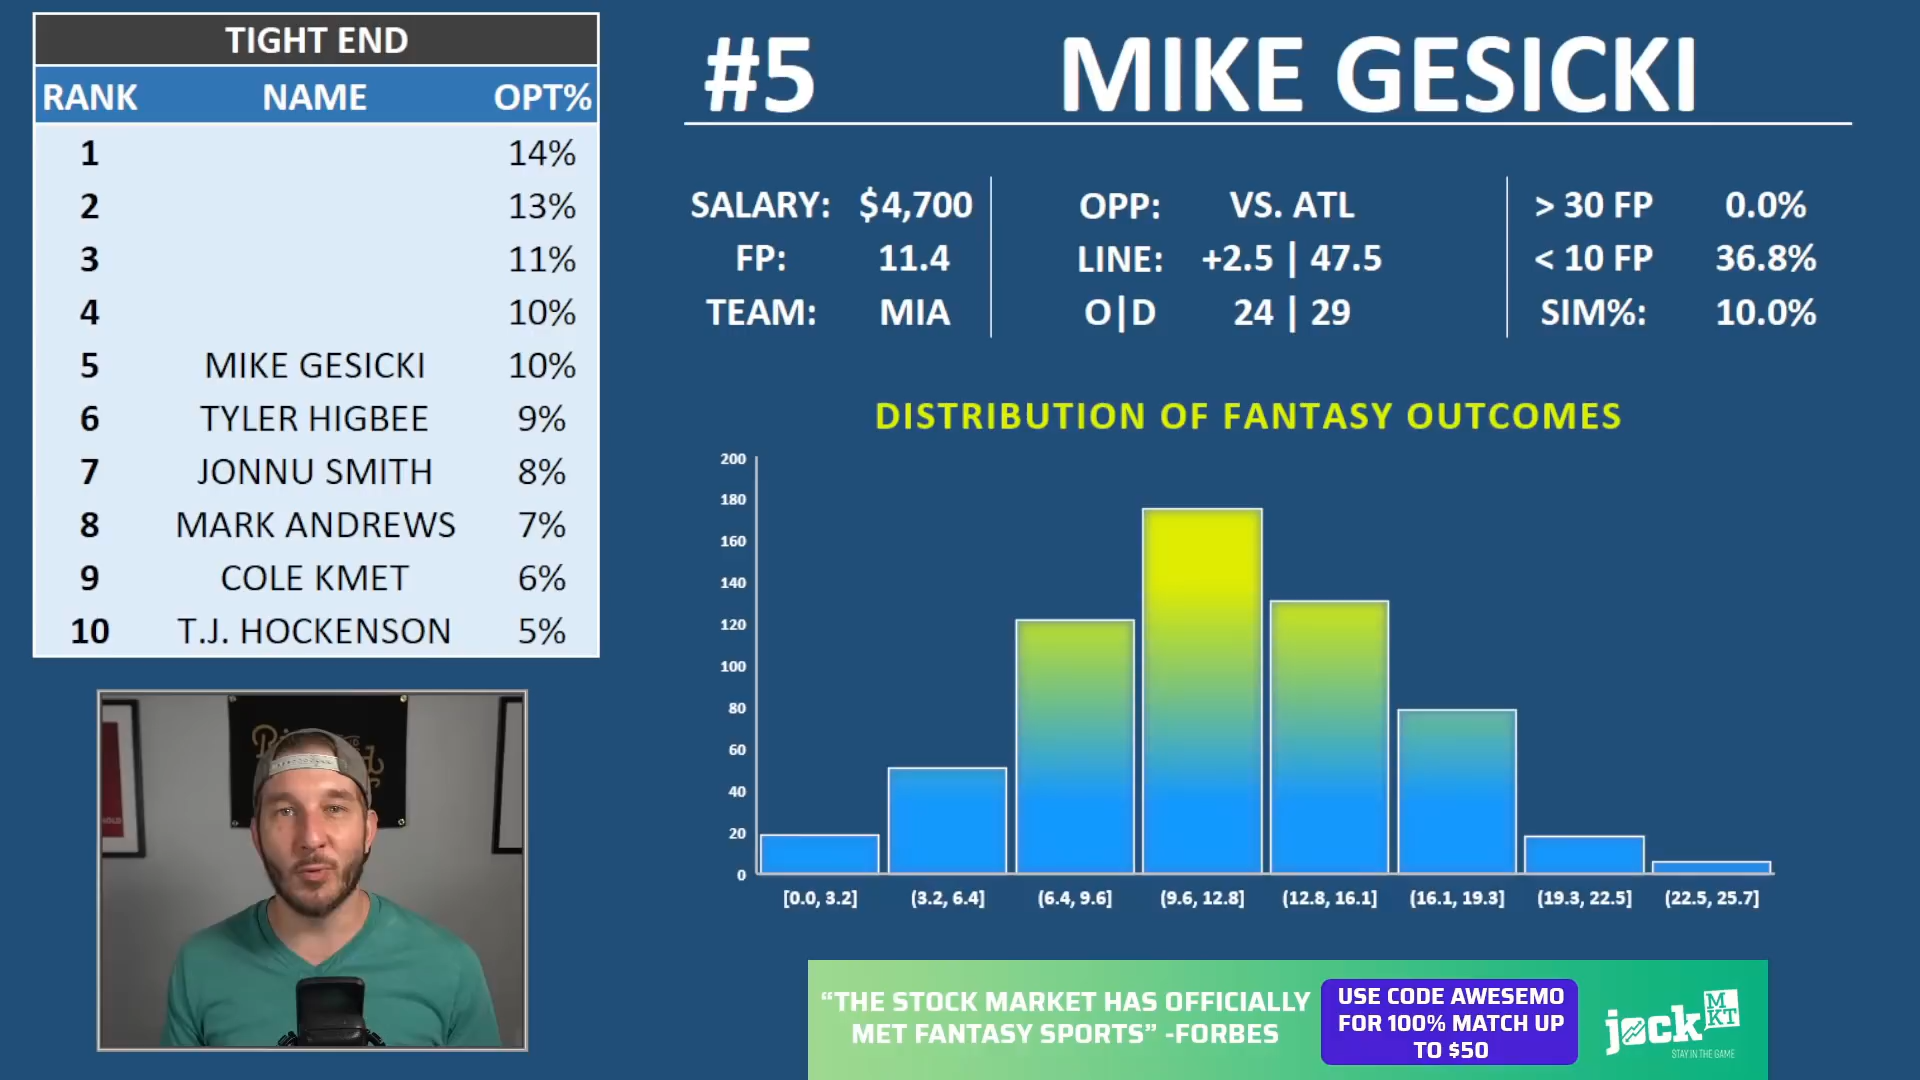 TIGHT END
RANK NAME OPT%
1 14%
2 13%
3 11%
4 10%
5 MIKE GESICKI 10%
6 TYLER HIGBEE 9%
7 JONNU SMITH 8%
8 MARK ANDREWS 7%
9 COLE KMET 6%
10 T.J. HOCKENSON 5%
#5 MIKE GESICKI
SALARY: $4,700 OPP: VS. ATL > 30 FP 0.0%
FP: 11.4 LINE: +2.5 | 47.5 < 10 FP 36.8%
TEAM: MIA O|D 24 | 29 SIM%: 10.0%
DISTRIBUTION OF FANTASY OUTCOMES
200
180
160
140
120
100
80
60
40
20
0
[0.0, 3.2] (3.2, 6.4] (6.4, 9.6] (9.6, 12.8] (12.8, 16.1] (16.1, 19.3] (19.3, 22.5] (22.5, 25.7]
“THE STOCK MARKET HAS OFFICIALLY
MET FANTASY SPORTS” -FORBES
USE CODE AWESEMO
FOR 100% MATCH UP
TO $50
jock MKT
STAY IN THE GAME